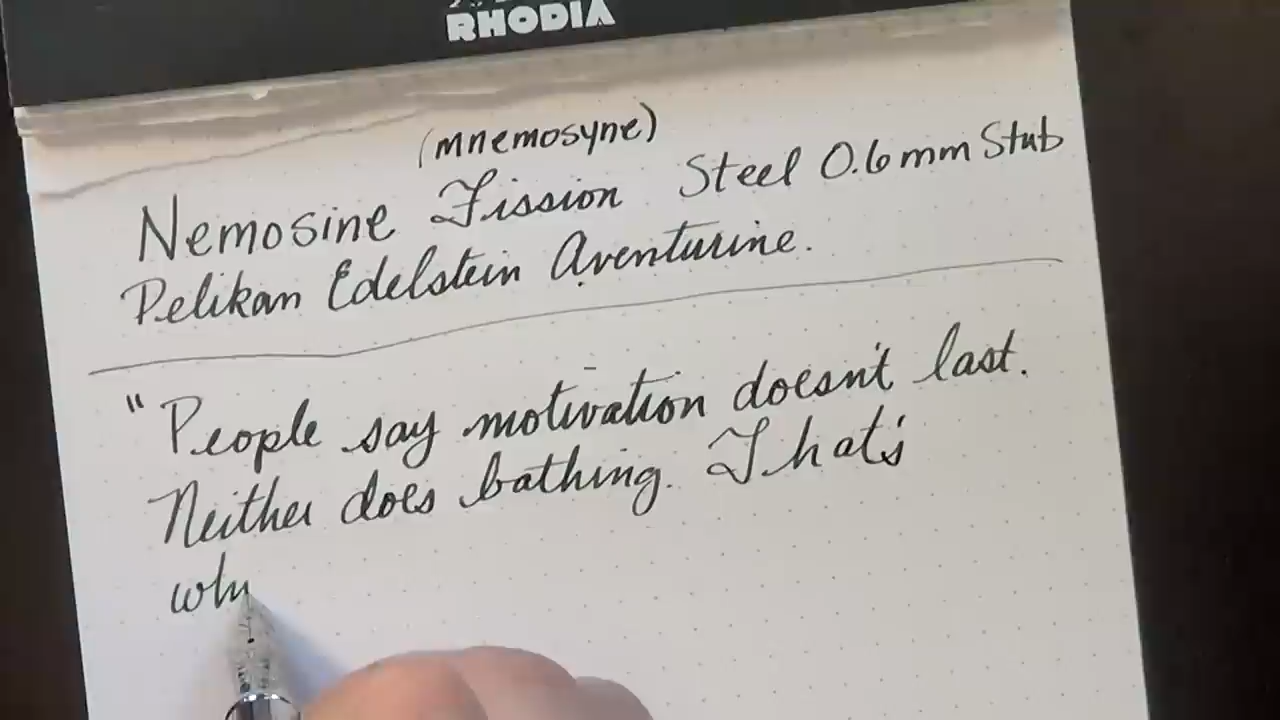 RHODIA
(mnemosyne)
Nemosine Fission Steel 0.6mm Stub
Pelikan Edelstein Aventurine.
"People say motivation doesn't last.
Neither does bathing. That's
why